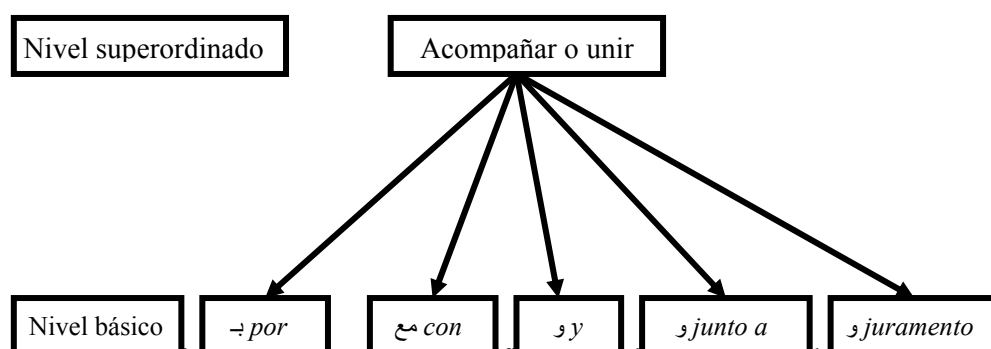 Nivel superordinado
Acompañar o unir
Nivel básico
بـ por
مع con
و y
و junto a
و juramento